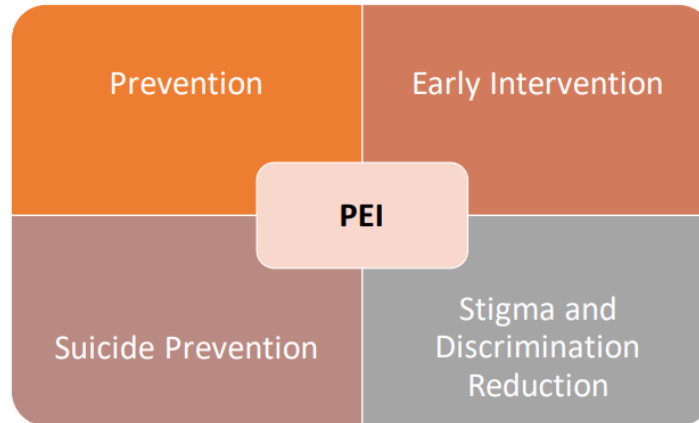 Prevention
Early Intervention
PEI
Suicide Prevention
Stigma and
Discrimination
Reduction